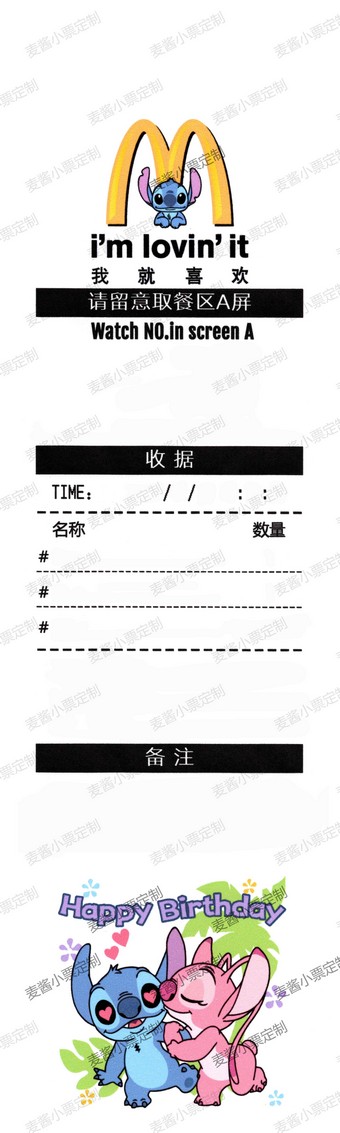 i'm lovin' it
我就喜欢
请留意取餐区A屏
Watch NO.in screen A
收据
TIME: / / : :
名称 数量
#
#
#
备注
Happy Birthday
麦酱小票定制